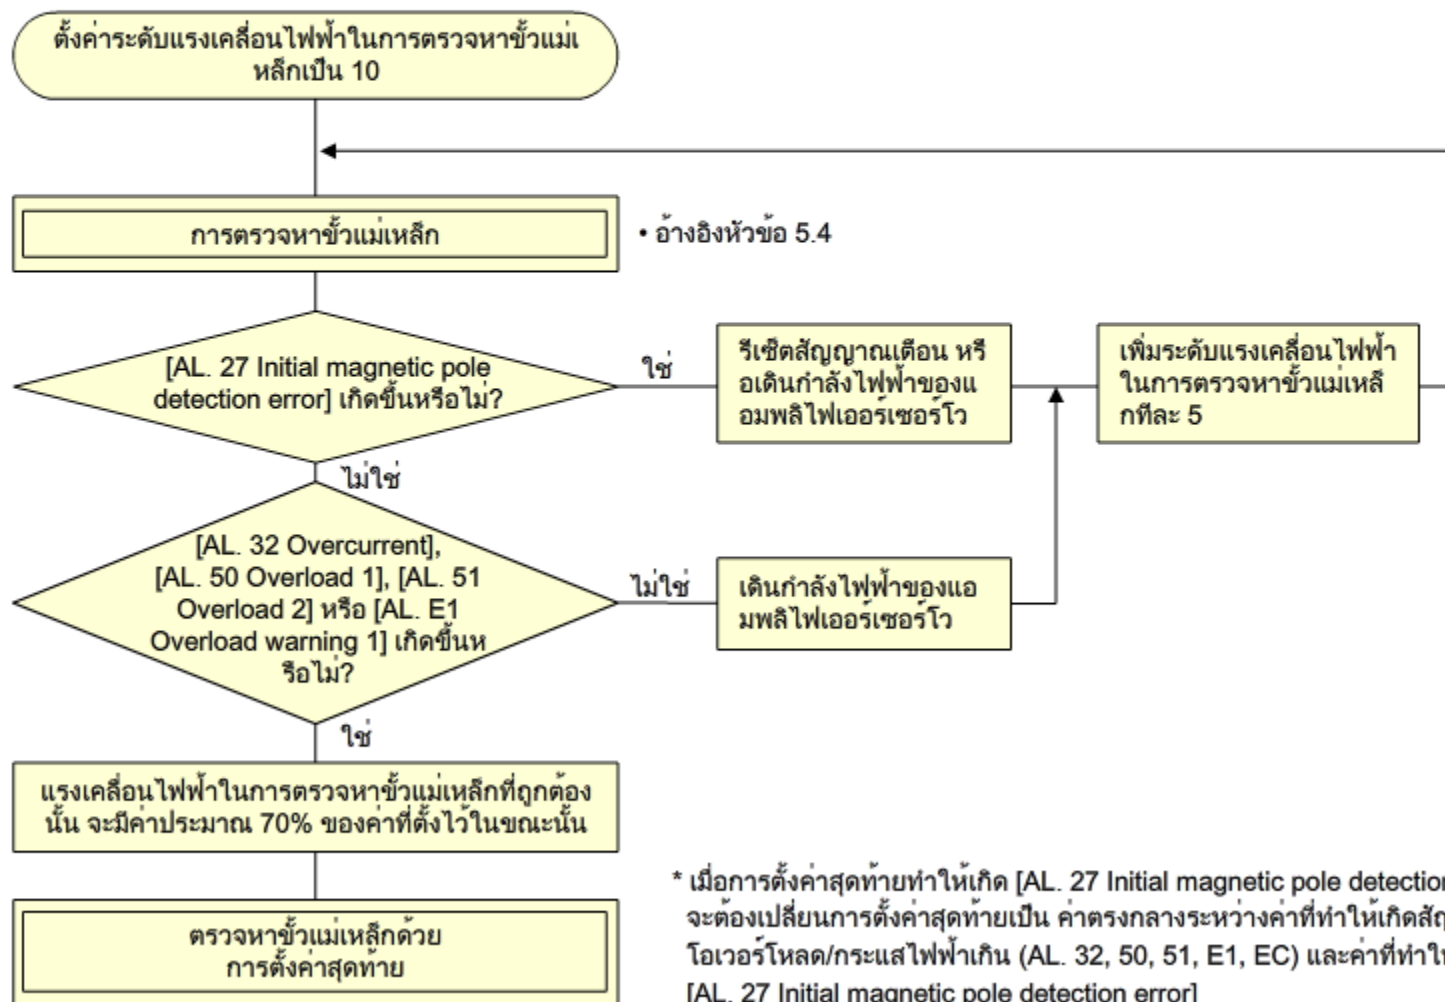 ตั้งค่าระดับแรงเคลื่อนไฟฟ้าในการตรวจหาขั้วแม่เ
หล็กเป็น 10
การตรวจหาขั้วแม่เหล็ก
• อ้างอิงหัวข้อ 5.4
[AL. 27 Initial magnetic pole
detection error] เกิดขึ้นหรือไม่?
ใช่
รีเซ็ตสัญญาณเตือน หรื
อเดินกำลังไฟฟ้าของแ
อมพลิไฟเออร์เซอร์โว
เพิ่มระดับแรงเคลื่อนไฟฟ้า
ในการตรวจหาขั้วแม่เหล็
กทีละ 5
ไม่ใช่
[AL. 32 Overcurrent],
[AL. 50 Overload 1], [AL. 51
Overload 2] หรือ [AL. E1
Overload warning 1] เกิดขึ้นห
รือไม่?
ไม่ใช่
เดินกำลังไฟฟ้าของแอ
มพลิไฟเออร์เซอร์โว
ใช่
แรงเคลื่อนไฟฟ้าในการตรวจหาขั้วแม่เหล็กที่ถูกต้อง
นั้น จะมีค่าประมาณ 70% ของค่าที่ตั้งไว้ในขณะนั้น
ตรวจหาขั้วแม่เหล็กด้วย
การตั้งค่าสุดท้าย
* เมื่อการตั้งค่าสุดท้ายทำให้เกิด [AL. 27 Initial magnetic pole detection
จะต้องเปลี่ยนการตั้งค่าสุดท้ายเป็น ค่าตรงกลางระหว่างค่าที่ทำให้เกิด
โอเวอร์โหลด/กระแสไฟฟ้าเกิน (AL. 32, 50, 51, E1, EC) และค่าที่ทำ
[AL. 27 Initial magnetic pole detection error]